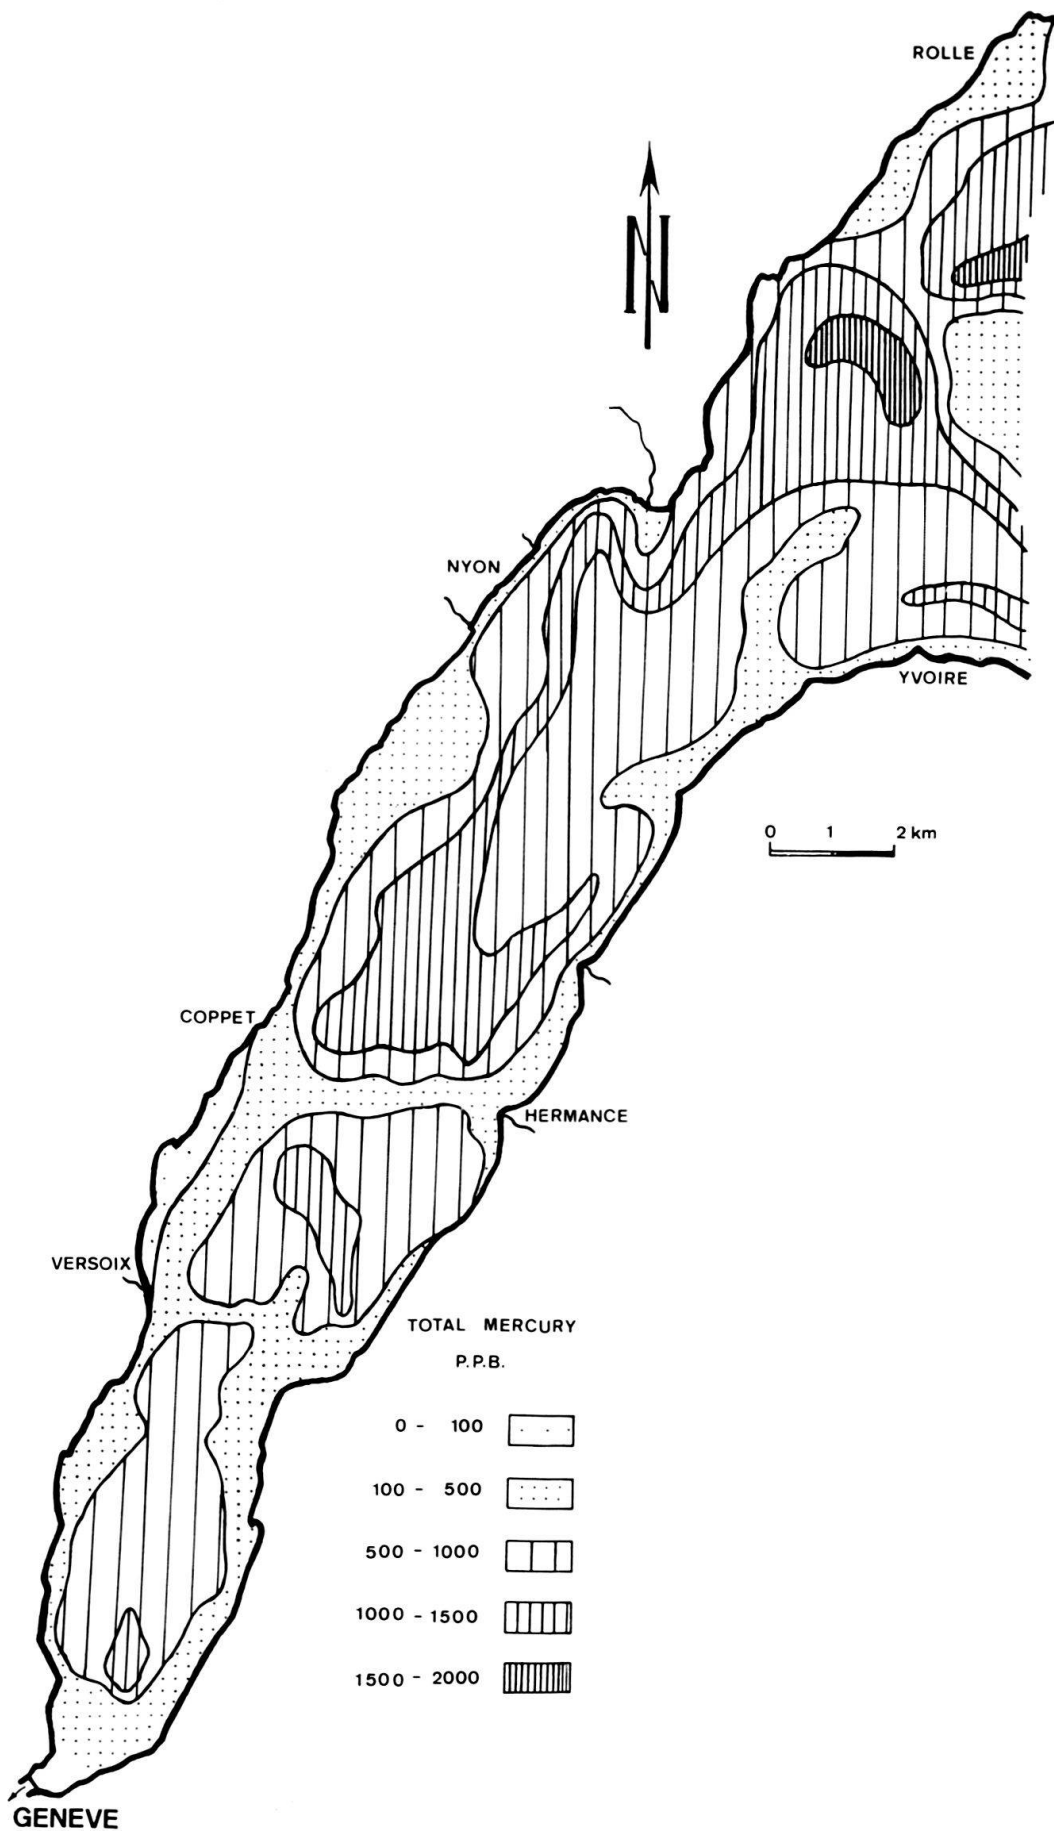 ROLLE
N
NYON
YVOIRE
0 1 2 km
COPPET
HERMANCE
VERSOIX
TOTAL MERCURY
P.P.B.
0 - 100
100 - 500
500 - 1000
1000 - 1500
1500 - 2000
GENEVE